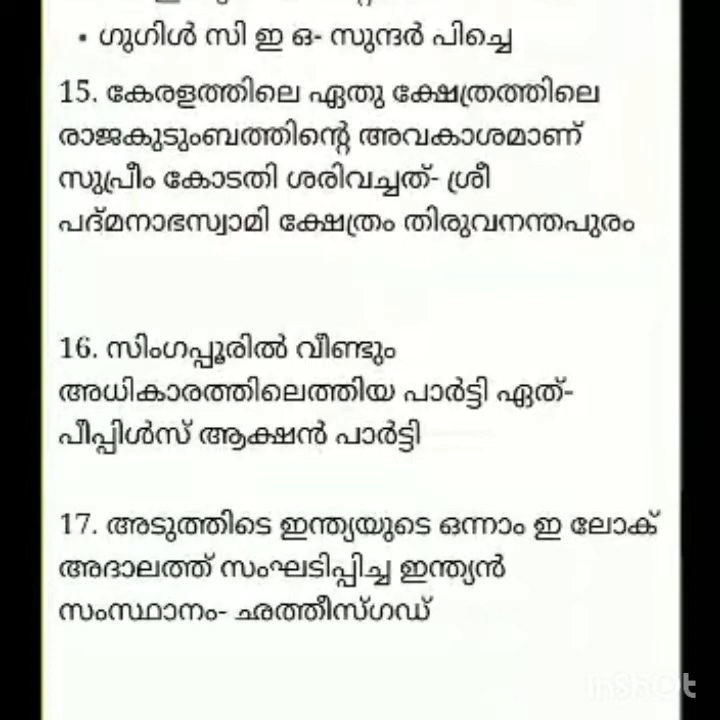 • ഗുഗിൾ സി ഇ ഒ- സുന്ദർ പിച്ചെ
15. കേരളത്തിലെ ഏതു ക്ഷേത്രത്തിലെ
രാജകുടുംബത്തിന്റെ അവകാശമാണ്
സുപ്രീം കോടതി ശരിവച്ചത്- ശ്രീ
പദ്മനാഭസ്വാമി ക്ഷേത്രം തിരുവനന്തപുരം
16. സിംഗപ്പൂരിൽ വീണ്ടും
അധികാരത്തിലെത്തിയ പാർട്ടി ഏത്-
പീപ്പിൾസ് ആക്ഷൻ പാർട്ടി
17. അടുത്തിടെ ഇന്ത്യയുടെ ഒന്നാം ഇ ലോക്
അദാലത്ത് സംഘടിപ്പിച്ച ഇന്ത്യൻ
സംസ്ഥാനം- ഛത്തീസ്ഗഡ്
InShOt